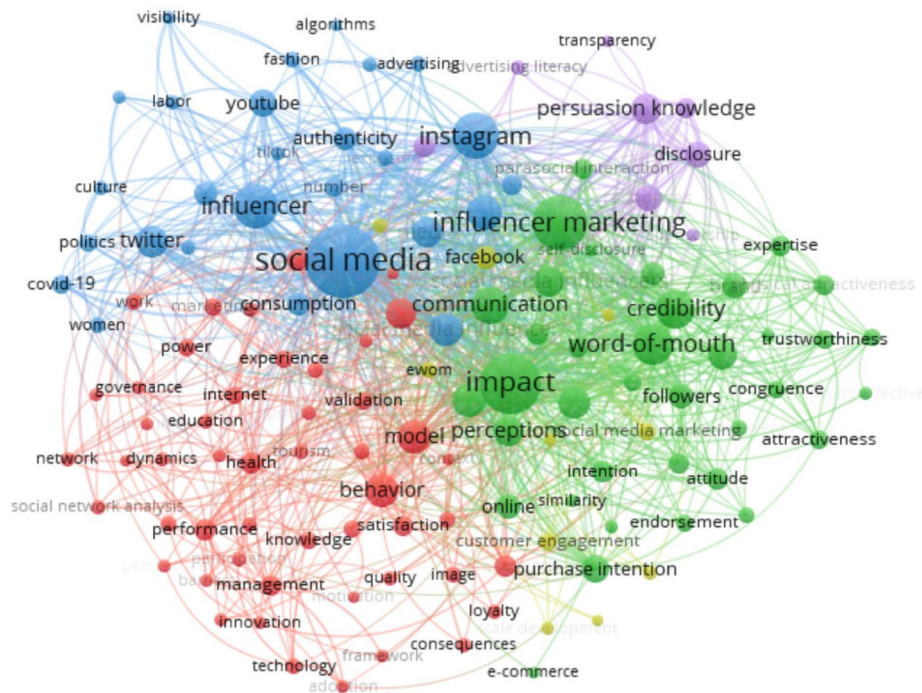 visibility
algorithms
transparency
fashion
advertising
advertising literacy
labor
youtube
persuasion knowledge
authenticity
instagram
tiktok
disclosure
parasocial interaction
culture
number
influencer
influencer marketing
politics
twitter
self-disclosure
expertise
social media
facebook
covid-19
social media influencers
work
consumption
communication
credibility
women
word-of-mouth
trustworthiness
power
experience
ewom
impact
governance
internet
validation
followers
congruence
education
model
perceptions
social media marketing
attractiveness
network
dynamics
health
tourism
intention
attitude
behavior
social network analysis
online
similarity
performance
satisfaction
endorsement
knowledge
customer engagement
participation
management
quality
image
purchase intention
motivation
innovation
loyalty
scale development
consequences
framework
technology
e-commerce
adoption